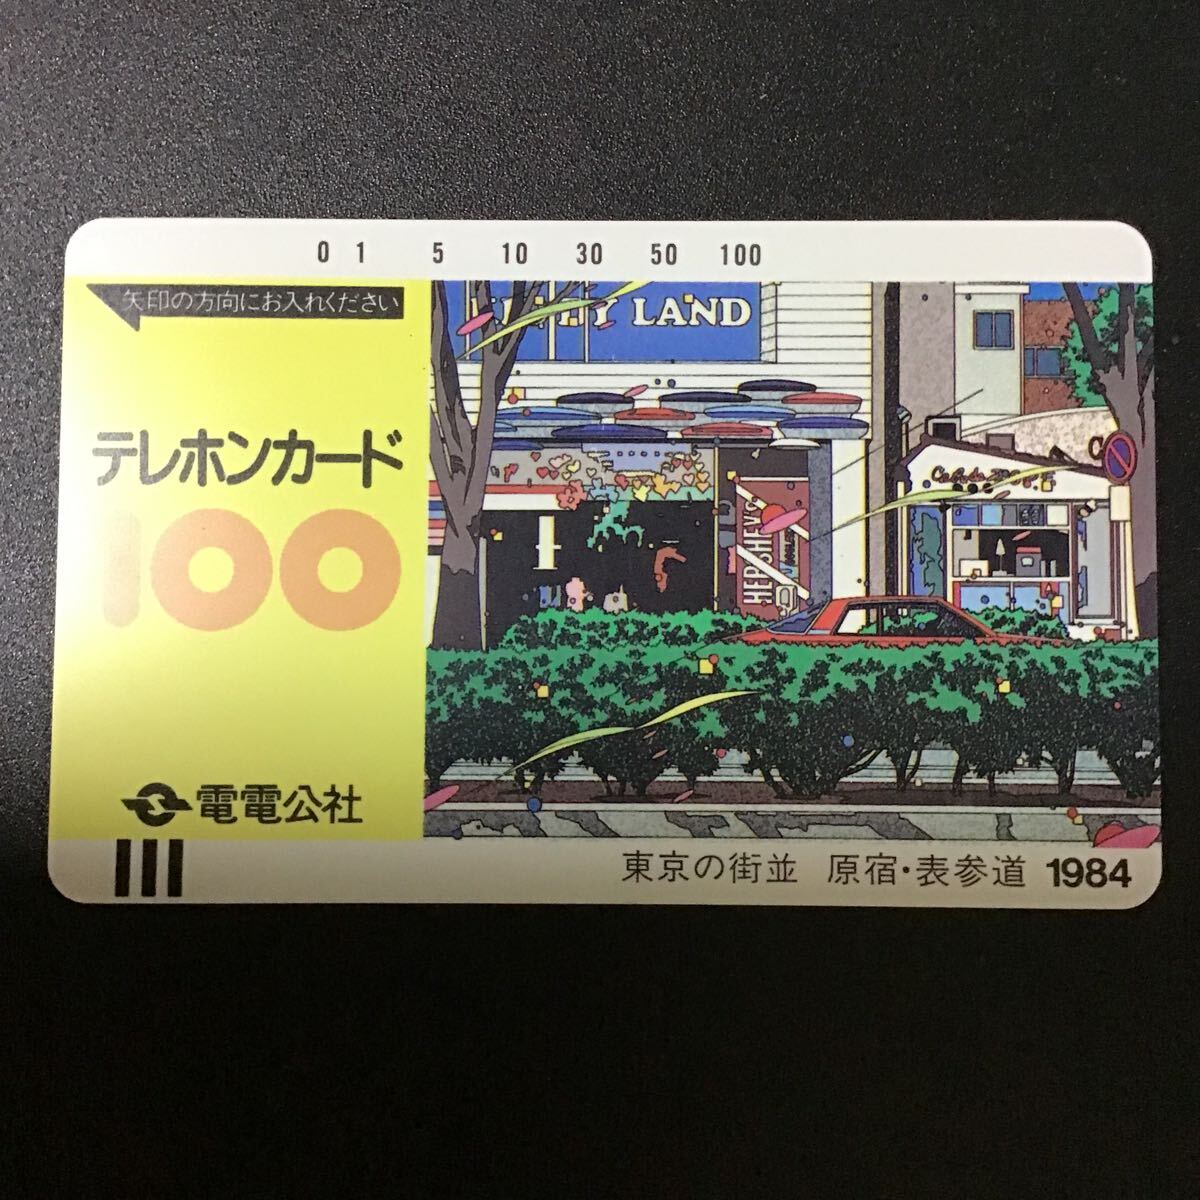 0 1 5 10 30 50 100
矢印の方向にお入れください
テレホンカード
100
電電公社
LAND
HERSHEY'S
東京の街並 原宿・表参道 1984